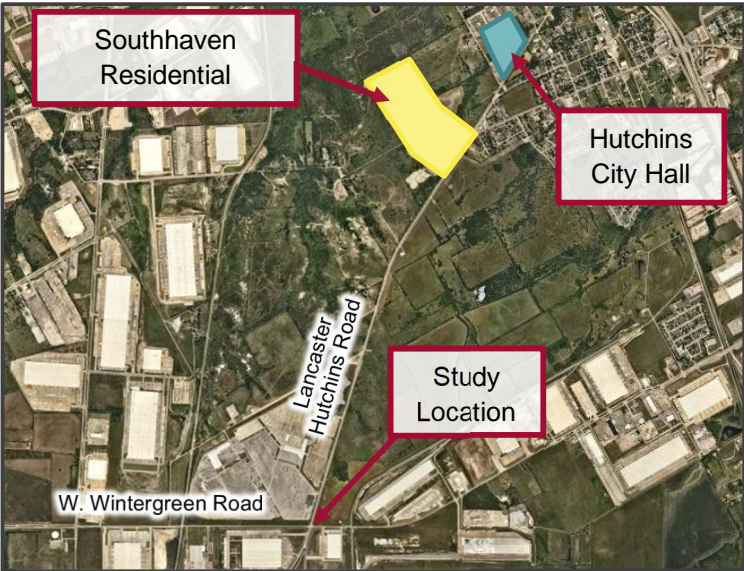 Southhaven
Residential
Hutchins
City Hall
Lancaster
Hutchins Road
Study
Location
W. Wintergreen Road